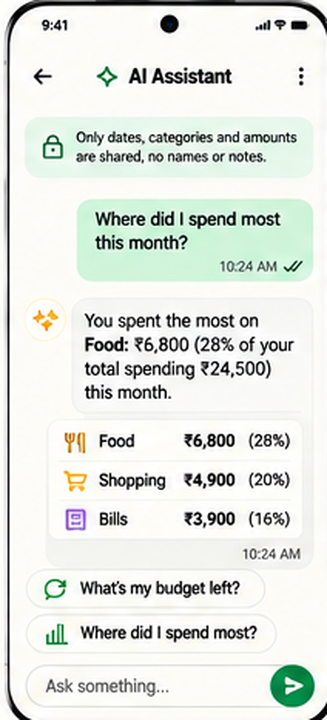 9:41
AI Assistant
Only dates, categories and amounts
are shared, no names or notes.
Where did I spend most
this month?
10:24 AM
You spent the most on
Food: ₹6,800 (28% of your
total spending ₹24,500)
this month.
Food ₹6,800 (28%)
Shopping ₹4,900 (20%)
Bills ₹3,900 (16%)
10:24 AM
What's my budget left?
Where did I spend most?
Ask something...